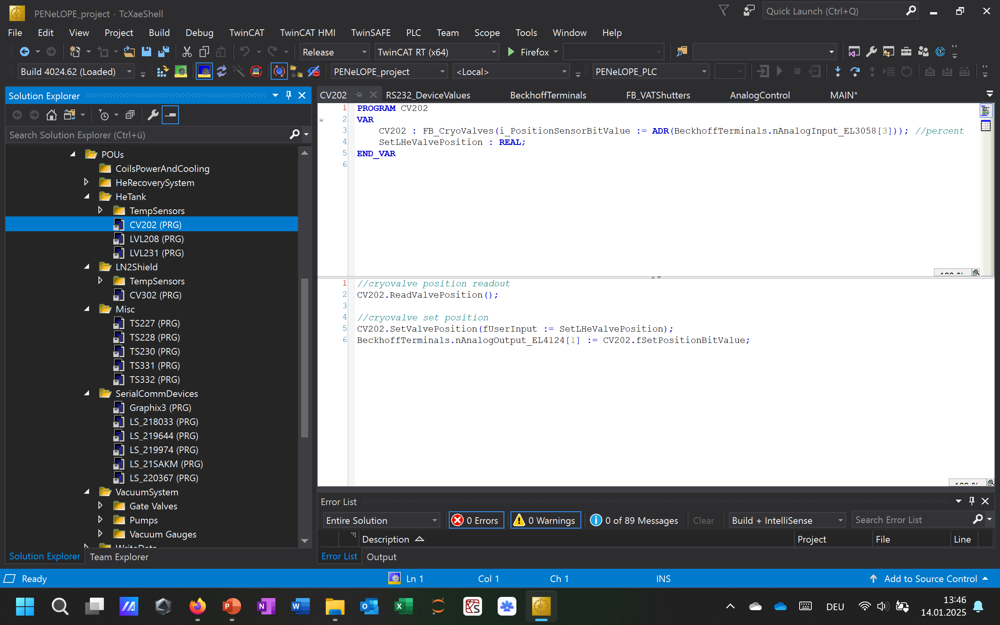 PENeLOPE_project - TcXaeShell
Quick Launch (Ctrl+Q)
File Edit View Project Build Debug TwinCAT TwinCAT HMI TwinSAFE PLC Team Scope Tools Window Help
Release TwinCAT RT (x64) Firefox
Build 4024.62 (Loaded) PENeLOPE_project <Local> PENeLOPE_PLC
Solution Explorer
Search Solution Explorer (Ctrl+ü)
POUs
CoilsPowerAndCooling
HeRecoverySystem
HeTank
TempSensors
CV202 (PRG)
LVL208 (PRG)
LVL231 (PRG)
LN2Shield
TempSensors
CV302 (PRG)
Misc
TS227 (PRG)
TS228 (PRG)
TS230 (PRG)
TS331 (PRG)
TS332 (PRG)
SerialCommDevices
Graphix3 (PRG)
LS_218033 (PRG)
LS_219644 (PRG)
LS_219974 (PRG)
LS_21SAKM (PRG)
LS_220367 (PRG)
VacuumSystem
Gate Valves
Pumps
Vacuum Gauges
Solution Explorer Team Explorer
CV202 RS232_DeviceValues BeckhoffTerminals FB_VATShutters AnalogControl MAIN*
1 PROGRAM CV202
2 VAR
3 CV202 : FB_CryoValves(i_PositionSensorBitValue := ADR(BeckhoffTerminals.nAnalogInput_EL3058[3])); //percent
4 SetLHeValvePosition : REAL;
5 END_VAR
6
1 //cryovalve position readout
2 CV202.ReadValvePosition();
3
4 //cryovalve set position
5 CV202.SetValvePosition(fUserInput := SetLHeValvePosition);
6 BeckhoffTerminals.nAnalogOutput_EL4124[1] := CV202.fSetPositionBitValue;
Error List
Entire Solution 0 Errors 0 Warnings 0 of 89 Messages Clear Build + IntelliSense Search Error List
Description Project File Line
Error List Output
Ready Ln 1 Col 1 Ch 1 INS Add to Source Control
DEU 13:46
14.01.2025